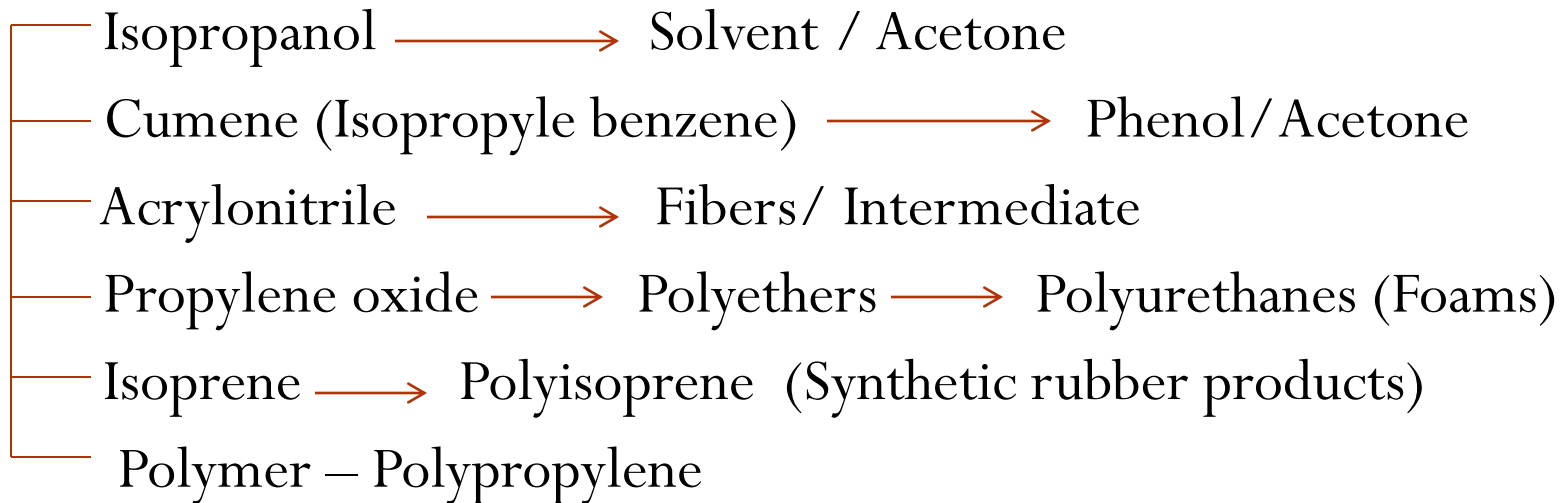 Isopropanol Solvent / Acetone
Cumene (Isopropyle benzene) Phenol/Acetone
Acrylonitrile Fibers/ Intermediate
Propylene oxide Polyethers Polyurethanes (Foams)
Isoprene Polyisoprene (Synthetic rubber products)
Polymer – Polypropylene